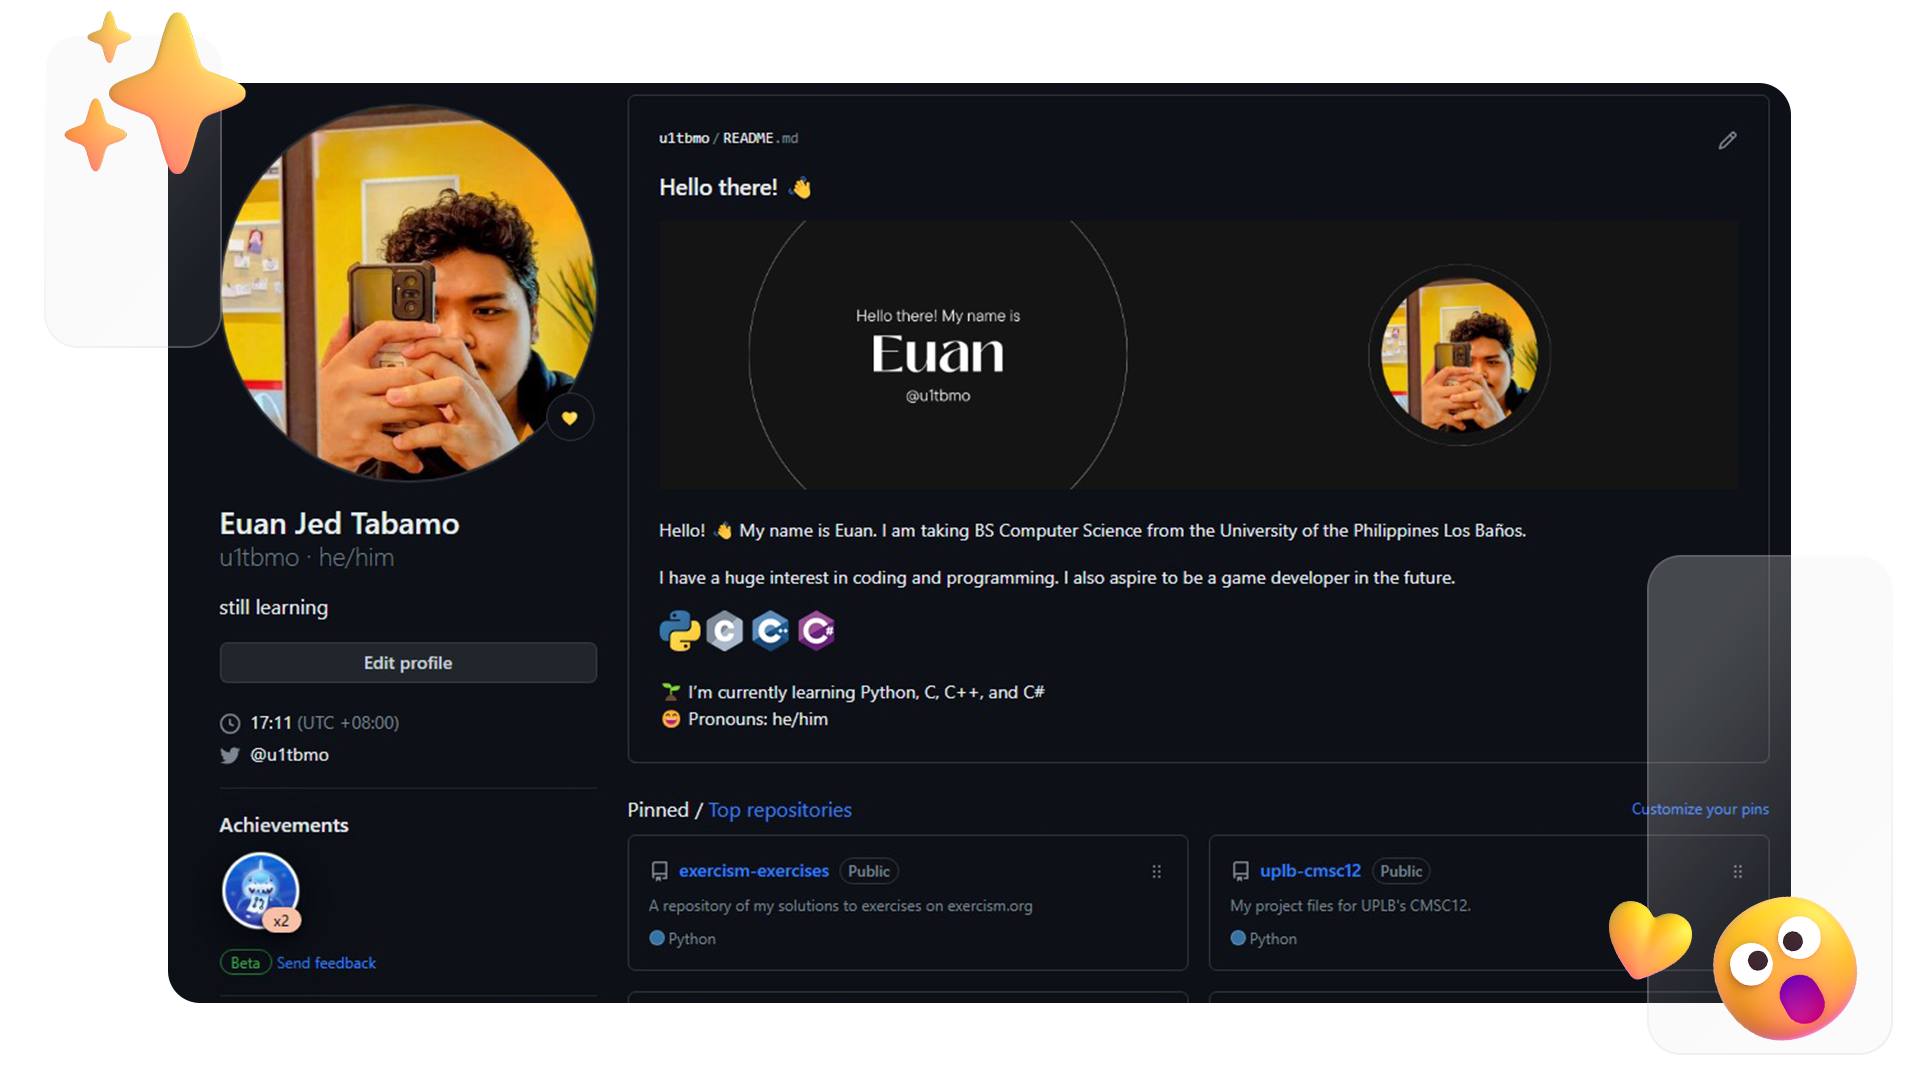 Euan Jed Tabamo
u1tbmo · he/him
still learning
Edit profile
17:11 (UTC +08:00)
@u1tbmo
Achievements
x2
Beta Send feedback
u1tbmo / README.md
Hello there! 👋
Hello there! My name is
Euan
@u1tbmo
Hello! 👋 My name is Euan. I am taking BS Computer Science from the University of the Philippines Los Baños.
I have a huge interest in coding and programming. I also aspire to be a game developer in the future.
C C++ C#
🌱 I’m currently learning Python, C, C++, and C#
😄 Pronouns: he/him
Pinned / Top repositories
Customize your pins
exercism-exercises Public
A repository of my solutions to exercises on exercism.org
Python
uplb-cmsc12 Public
My project files for UPLB's CMSC12.
Python